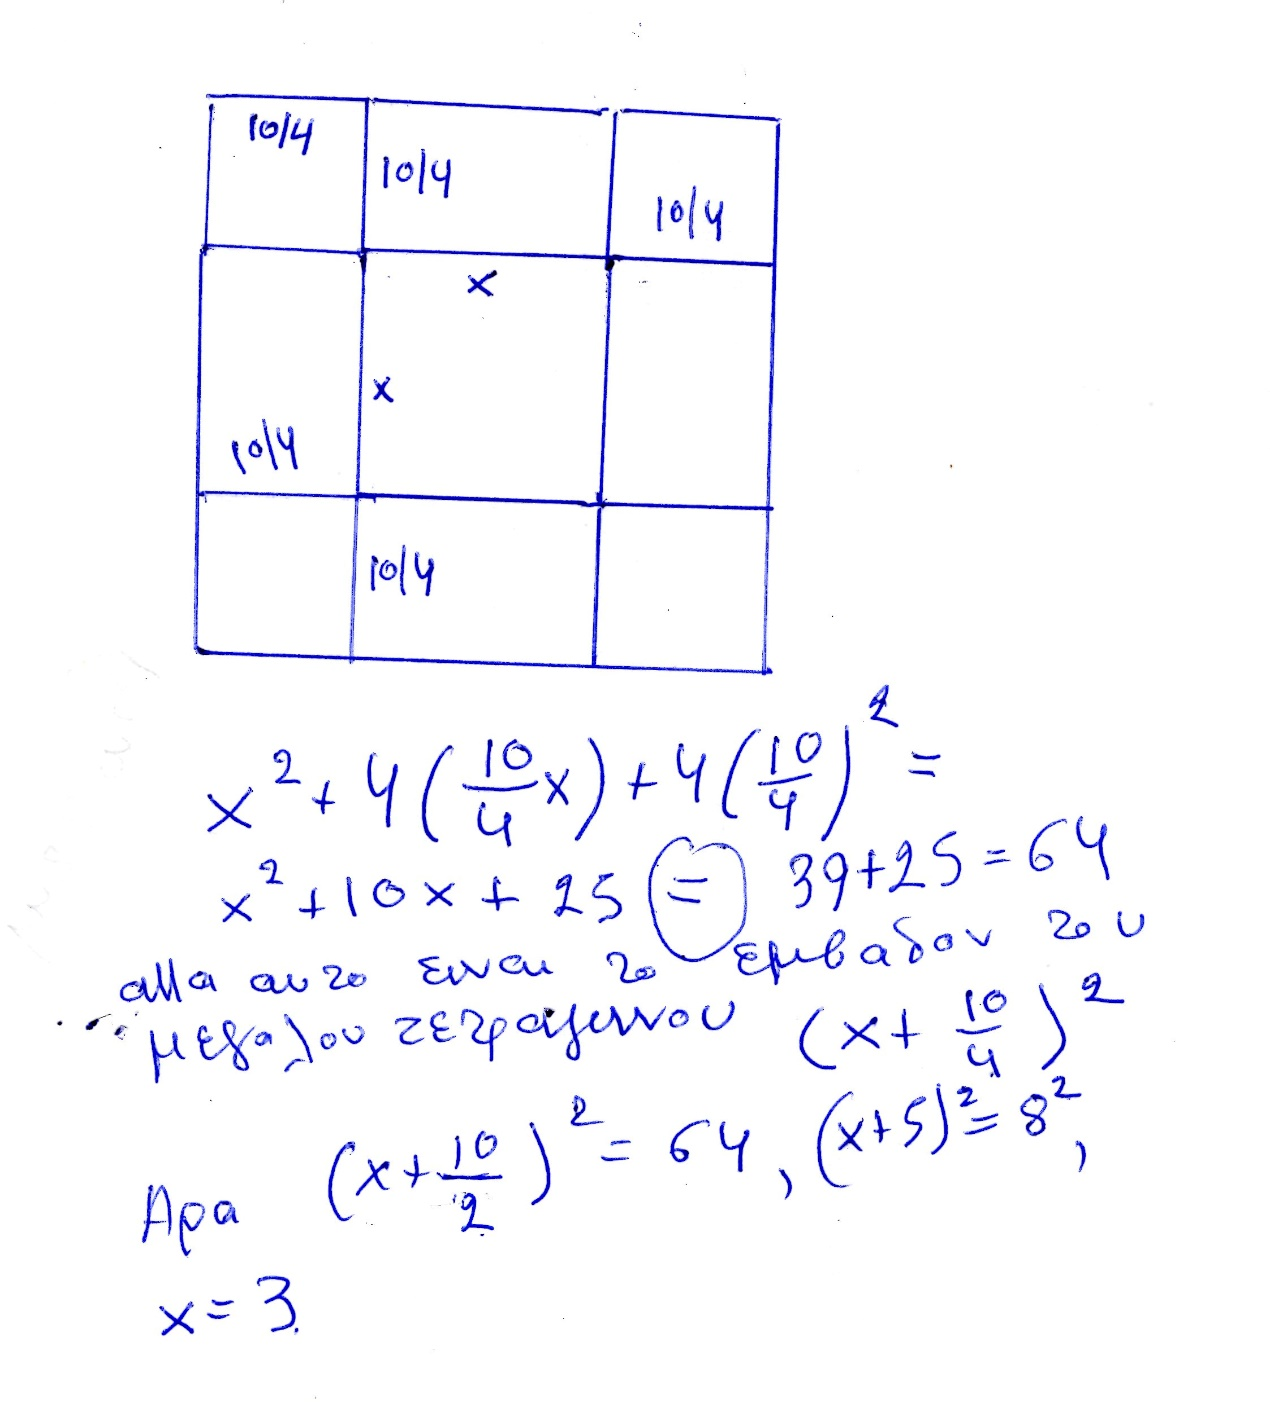 10/4
10/4
10/4
x
x
10/4
10/4
x² + 4(10/4 x) + 4(10/4)² =
x² + 10x + 25 = 39+25 = 64
αλλα αυτο ειναι το εμβαδον του
μεγαλου τετραγωνου (x + 10/4)²
Αρα (x + 10/2)² = 64, (x+5)² = 8²,
x = 3.